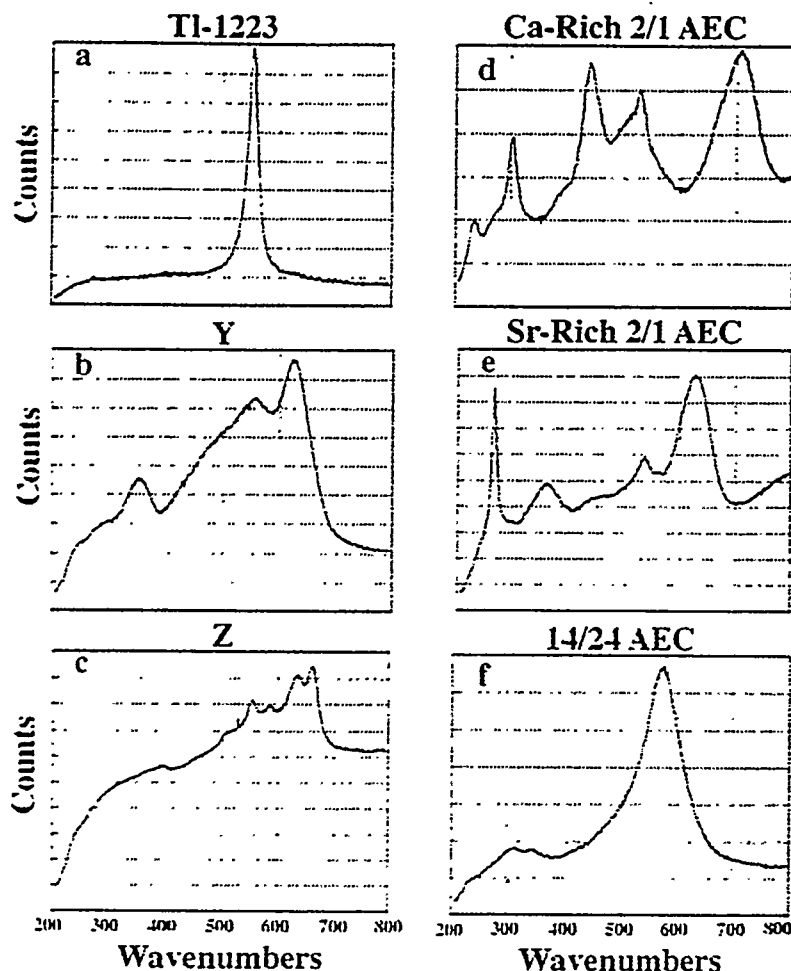 Tl-1223
Ca-Rich 2/1 AEC
a
d
Counts
Y
Sr-Rich 2/1 AEC
b
e
Counts
Z
14/24 AEC
c
f
Counts
200 300 400 500 600 700 800
200 300 400 500 600 700 800
Wavenumbers
Wavenumbers